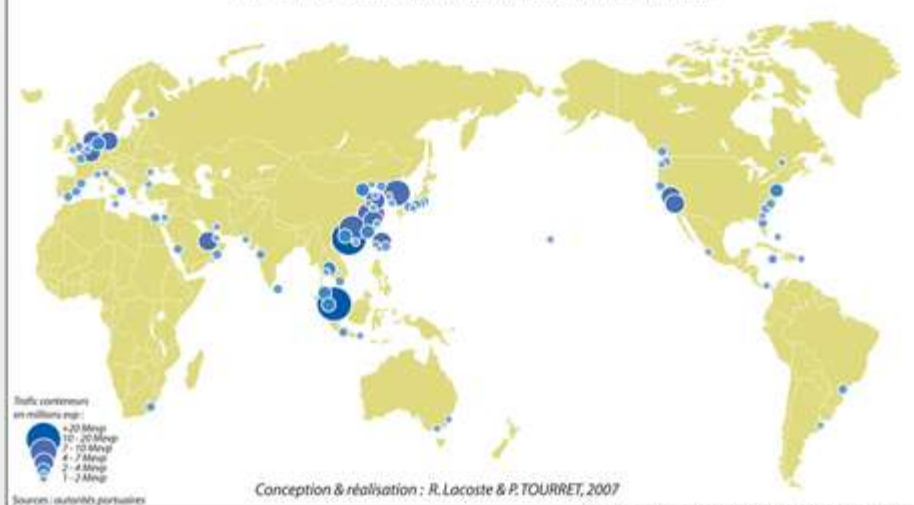 Trafic conteneurs
en millions evp :
+20 Mevp
10 - 20 Mevp
7 - 10 Mevp
4 - 7 Mevp
2 - 4 Mevp
1 - 2 Mevp
Sources : autorités portuaires
Conception & réalisation : R. Lacoste & P. TOURRET, 2007